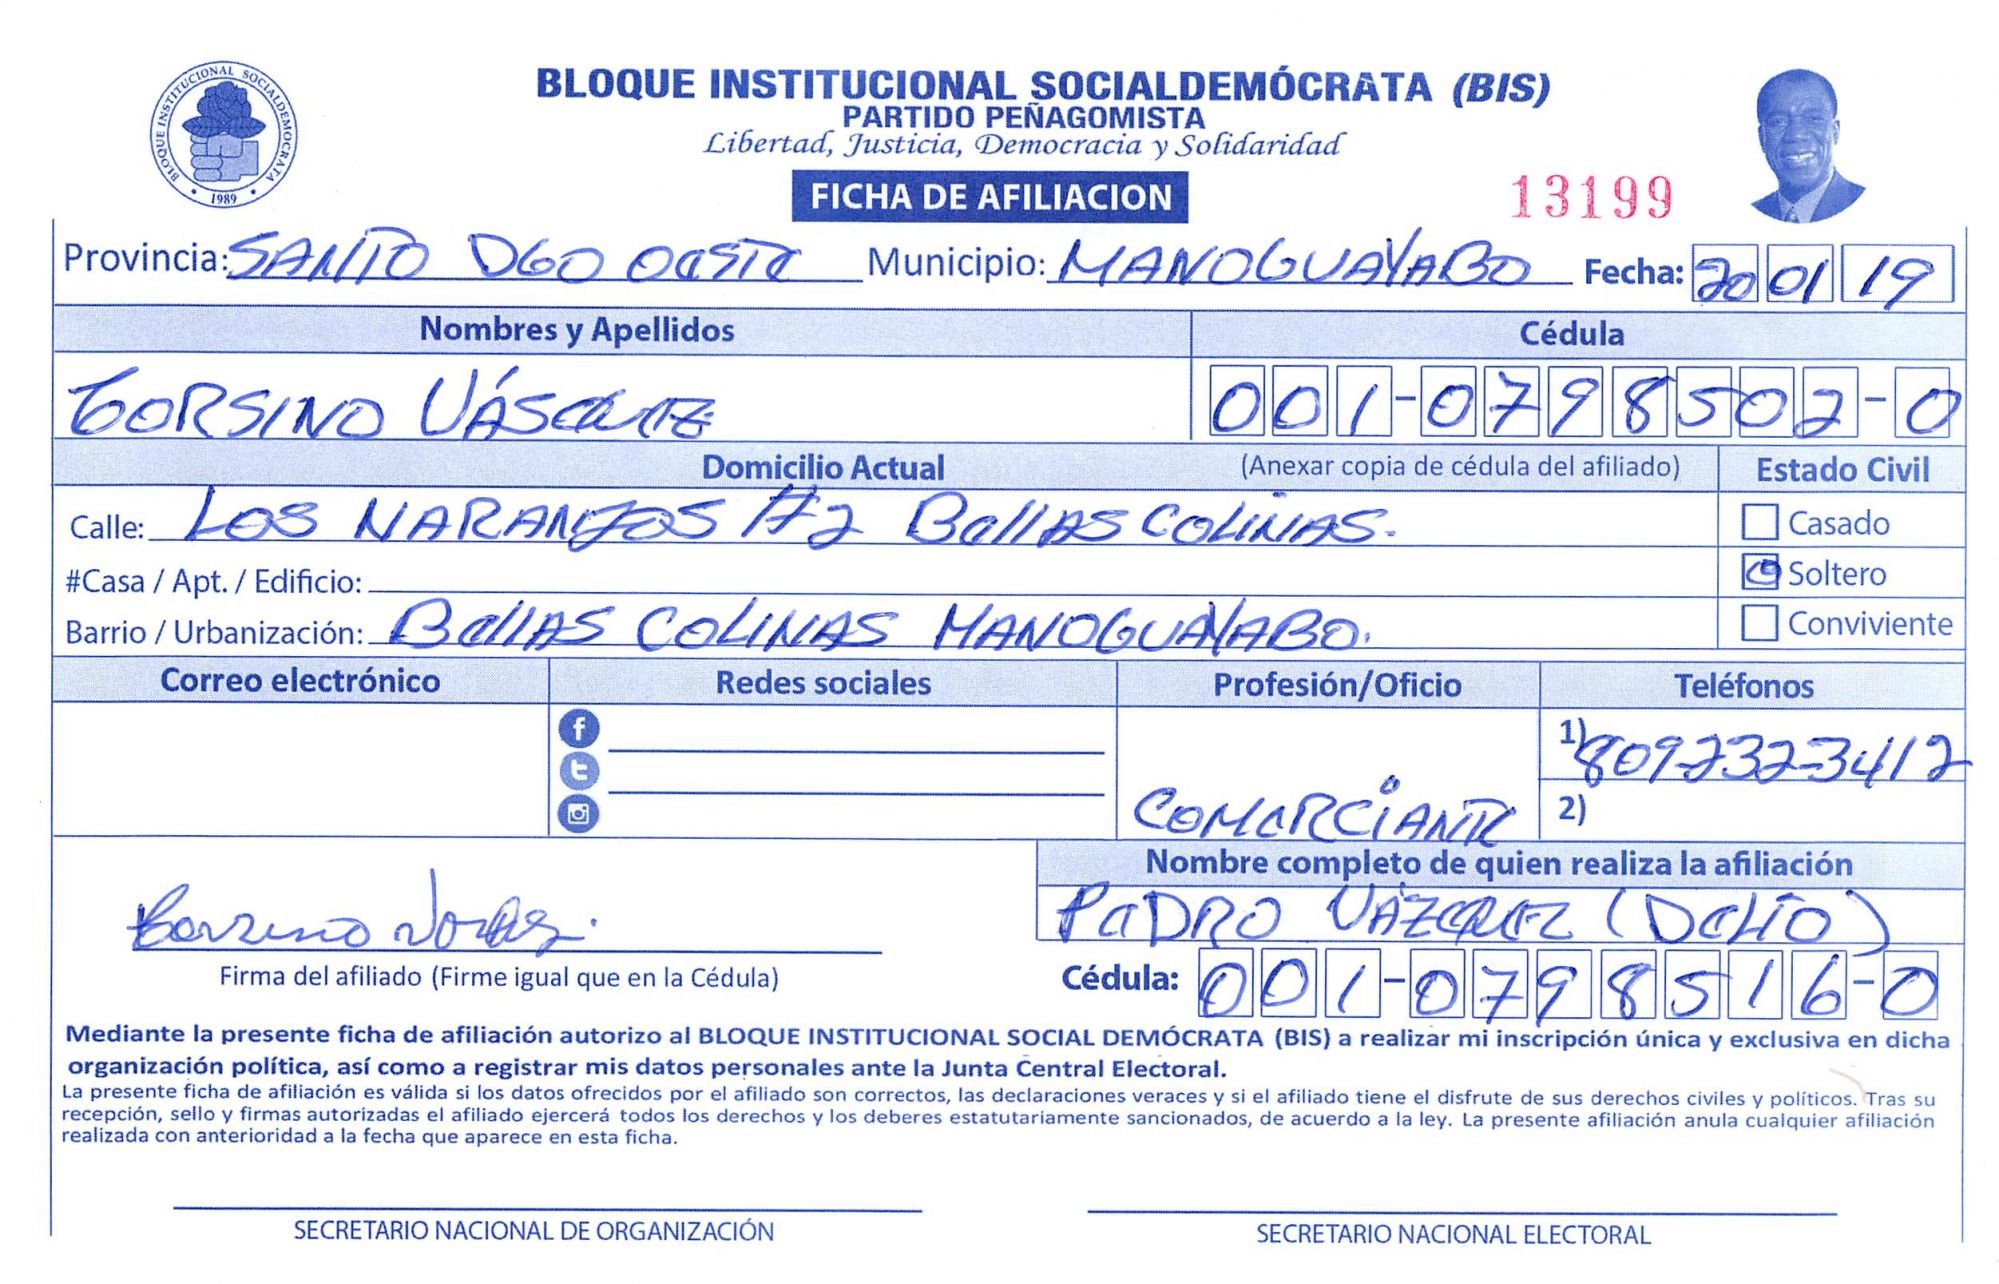 BLOQUE INSTITUCIONAL SOCIALDEMÓCRATA (BIS)
PARTIDO PEÑAGOMISTA
Libertad, Justicia, Democracia y Solidaridad
BLOQUE INSTITUCIONAL SOCIALDEMOCRATA
• 1989 •
FICHA DE AFILIACION
13199
Provincia: SANTO DGO OESTE Municipio: MANOGUAYABO Fecha: 20 01 19
Nombres y Apellidos Cédula
TORSINO VÁSQUEZ 001-0798502-0
Domicilio Actual (Anexar copia de cédula del afiliado) Estado Civil
Calle: LOS NARANJOS #2 BellAS COLINAS. Casado
#Casa / Apt. / Edificio: Soltero
Barrio / Urbanización: BellAS COLINAS MANOGUAYABO. Conviviente
Correo electrónico Redes sociales Profesión/Oficio Teléfonos
1) 809-232-3412
COMERCiANTE 2)
Nombre completo de quien realiza la afiliación
PEDRO VÁZQUEZ (DELIO)
Firma del afiliado (Firme igual que en la Cédula) Cédula: 001-0798516-0
Mediante la presente ficha de afiliación autorizo al BLOQUE INSTITUCIONAL SOCIAL DEMÓCRATA (BIS) a realizar mi inscripción única y exclusiva en dicha
organización política, así como a registrar mis datos personales ante la Junta Central Electoral.
La presente ficha de afiliación es válida si los datos ofrecidos por el afiliado son correctos, las declaraciones veraces y si el afiliado tiene el disfrute de sus derechos civiles y políticos. Tras su
recepción, sello y firmas autorizadas el afiliado ejercerá todos los derechos y los deberes estatutariamente sancionados, de acuerdo a la ley. La presente afiliación anula cualquier afiliación
realizada con anterioridad a la fecha que aparece en esta ficha.
SECRETARIO NACIONAL DE ORGANIZACIÓN SECRETARIO NACIONAL ELECTORAL